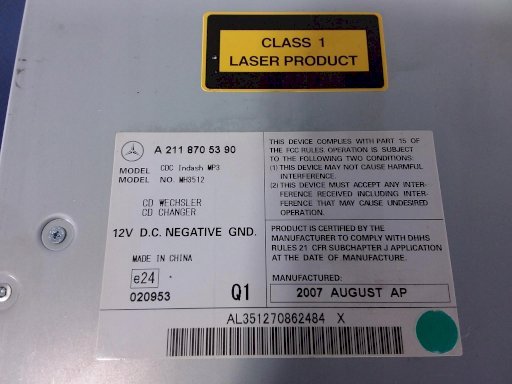 CLASS 1
LASER PRODUCT
A 211 870 53 90
MODEL CDC Indash MP3
MODEL NO. MH3512
CD WECHSLER
CD CHANGER
12V D.C. NEGATIVE GND.
MADE IN CHINA
e24
020953
Q1
THIS DEVICE COMPLIES WITH PART 15 OF
THE FCC RULES. OPERATION IS SUBJECT
TO THE FOLLOWING TWO CONDITIONS:
(1) THIS DEVICE MAY NOT CAUSE HARMFUL
INTERFERENCE.
(2) THIS DEVICE MUST ACCEPT ANY INTER-
FERENCE RECEIVED INCLUDING INTER-
FERENCE THAT MAY CAUSE UNDESIRED
OPERATION.
PRODUCT IS CERTIFIED BY THE
MANUFACTURER TO COMPLY WITH DHHS
RULES 21 CFR SUBCHAPTER J APPLICATION
AT THE DATE OF MANUFACTURE.
MANUFACTURED:
2007 AUGUST AP
AL351270862484 X